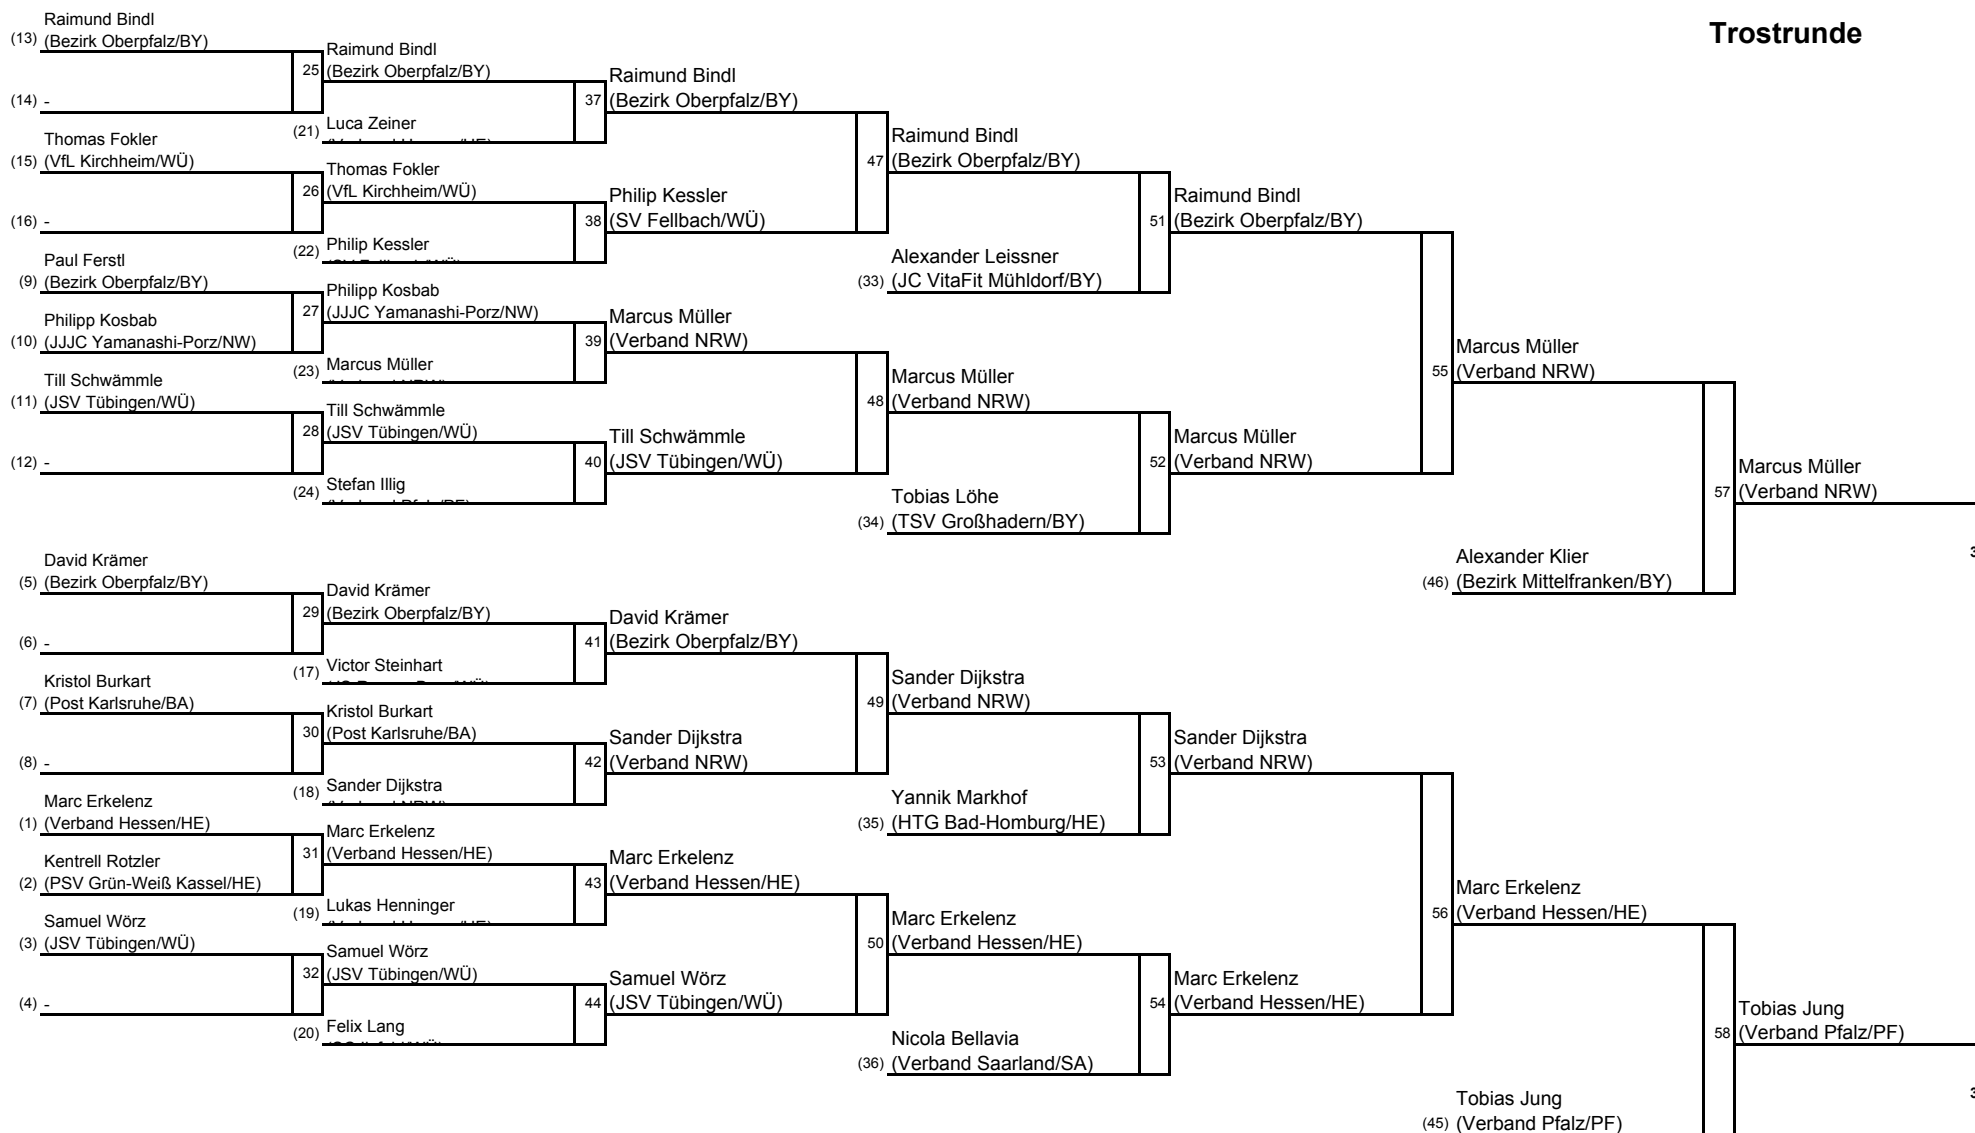 Trostrunde
Raimund Bindl
(13) (Bezirk Oberpfalz/BY)
(14) -
Thomas Fokler
(15) (VfL Kirchheim/WÜ)
(16) -
Paul Ferstl
(9) (Bezirk Oberpfalz/BY)
Philipp Kosbab
(10) (JJJC Yamanashi-Porz/NW)
Till Schwämmle
(11) (JSV Tübingen/WÜ)
(12) -
David Krämer
(5) (Bezirk Oberpfalz/BY)
(6) -
Kristol Burkart
(7) (Post Karlsruhe/BA)
(8) -
Marc Erkelenz
(1) (Verband Hessen/HE)
Kentrell Rotzler
(2) (PSV Grün-Weiß Kassel/HE)
Samuel Wörz
(3) (JSV Tübingen/WÜ)
(4) -
Raimund Bindl
25 (Bezirk Oberpfalz/BY)
(21) Luca Zeiner
Thomas Fokler
26 (VfL Kirchheim/WÜ)
(22) Philip Kessler
Philipp Kosbab
27 (JJJC Yamanashi-Porz/NW)
(23) Marcus Müller
Till Schwämmle
28 (JSV Tübingen/WÜ)
(24) Stefan Illig
David Krämer
29 (Bezirk Oberpfalz/BY)
(17) Victor Steinhart
Kristol Burkart
30 (Post Karlsruhe/BA)
(18) Sander Dijkstra
Marc Erkelenz
31 (Verband Hessen/HE)
(19) Lukas Henninger
Samuel Wörz
32 (JSV Tübingen/WÜ)
(20) Felix Lang
Raimund Bindl
37 (Bezirk Oberpfalz/BY)
Philip Kessler
38 (SV Fellbach/WÜ)
Marcus Müller
39 (Verband NRW)
Till Schwämmle
40 (JSV Tübingen/WÜ)
David Krämer
41 (Bezirk Oberpfalz/BY)
Sander Dijkstra
42 (Verband NRW)
Marc Erkelenz
43 (Verband Hessen/HE)
Samuel Wörz
44 (JSV Tübingen/WÜ)
Raimund Bindl
47 (Bezirk Oberpfalz/BY)
Alexander Leissner
(33) (JC VitaFit Mühldorf/BY)
Marcus Müller
48 (Verband NRW)
Tobias Löhe
(34) (TSV Großhadern/BY)
Sander Dijkstra
49 (Verband NRW)
Yannik Markhof
(35) (HTG Bad-Homburg/HE)
Marc Erkelenz
50 (Verband Hessen/HE)
Nicola Bellavia
(36) (Verband Saarland/SA)
Raimund Bindl
51 (Bezirk Oberpfalz/BY)
Marcus Müller
52 (Verband NRW)
Sander Dijkstra
53 (Verband NRW)
Marc Erkelenz
54 (Verband Hessen/HE)
Marcus Müller
55 (Verband NRW)
Alexander Klier
(46) (Bezirk Mittelfranken/BY)
Marc Erkelenz
56 (Verband Hessen/HE)
Tobias Jung
(45) (Verband Pfalz/PF)
Marcus Müller
57 (Verband NRW)
Tobias Jung
58 (Verband Pfalz/PF)